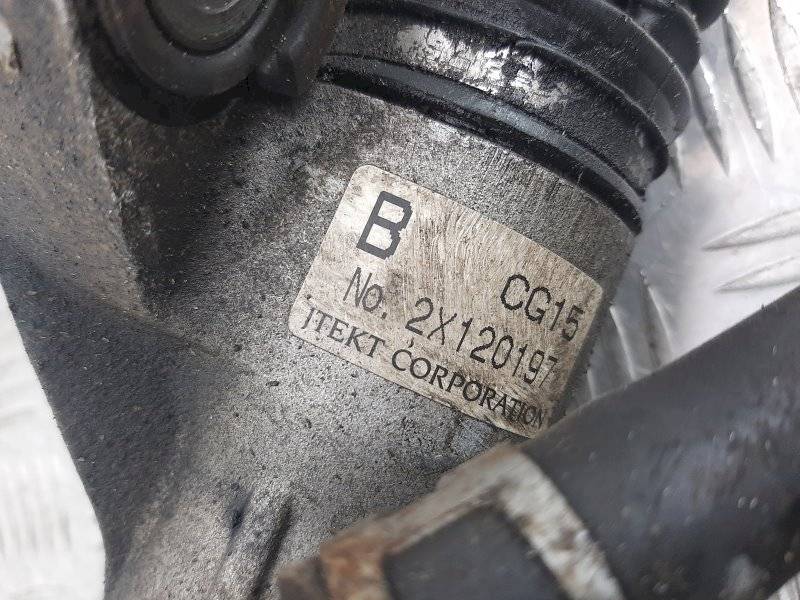 B
CG15
No. 2X120197
JTEKT CORPORATION